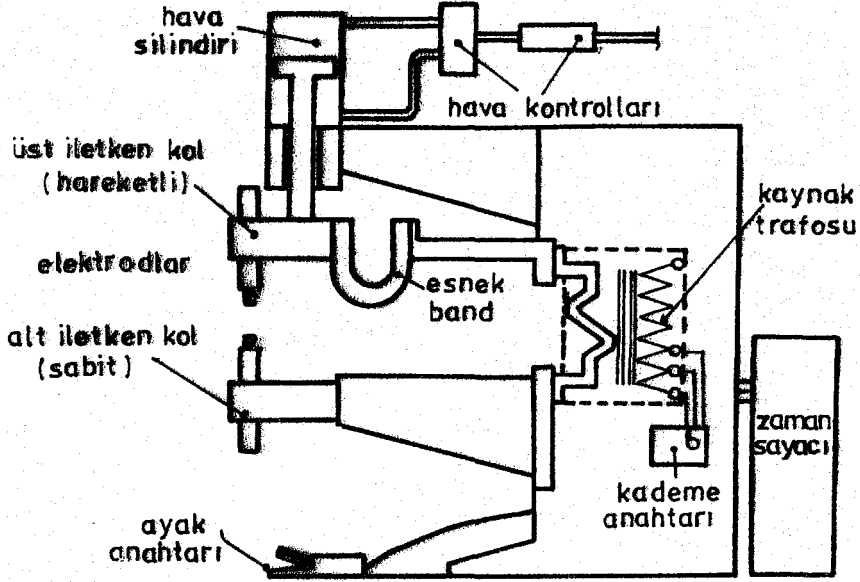 hava
silindiri
hava kontrolları
üst iletken kol
(hareketli)
kaynak
trafosu
elektrodlar
esnek
band
alt iletken kol
(sabit)
zaman
sayacı
kademe
anahtarı
ayak
anahtarı